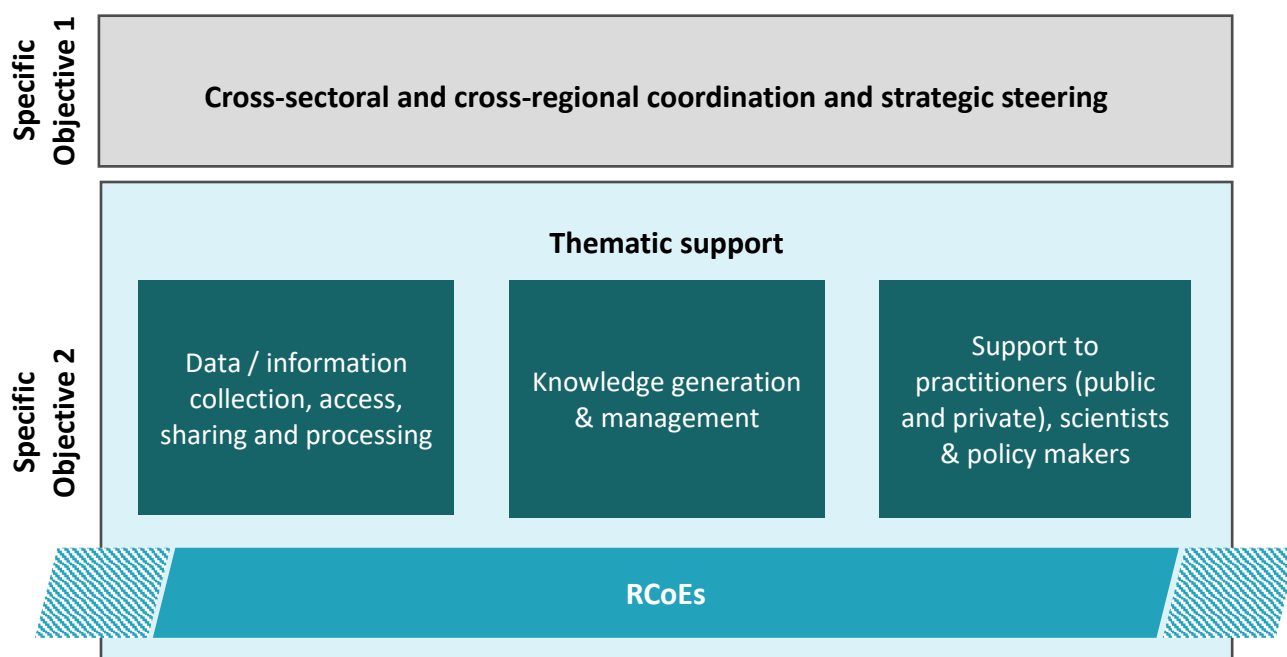 Specific
Objective 1
Cross-sectoral and cross-regional coordination and strategic steering
Specific
Objective 2
Thematic support
Data / information
collection, access,
sharing and processing
Knowledge generation
& management
Support to
practitioners (public
and private), scientists
& policy makers
RCoEs